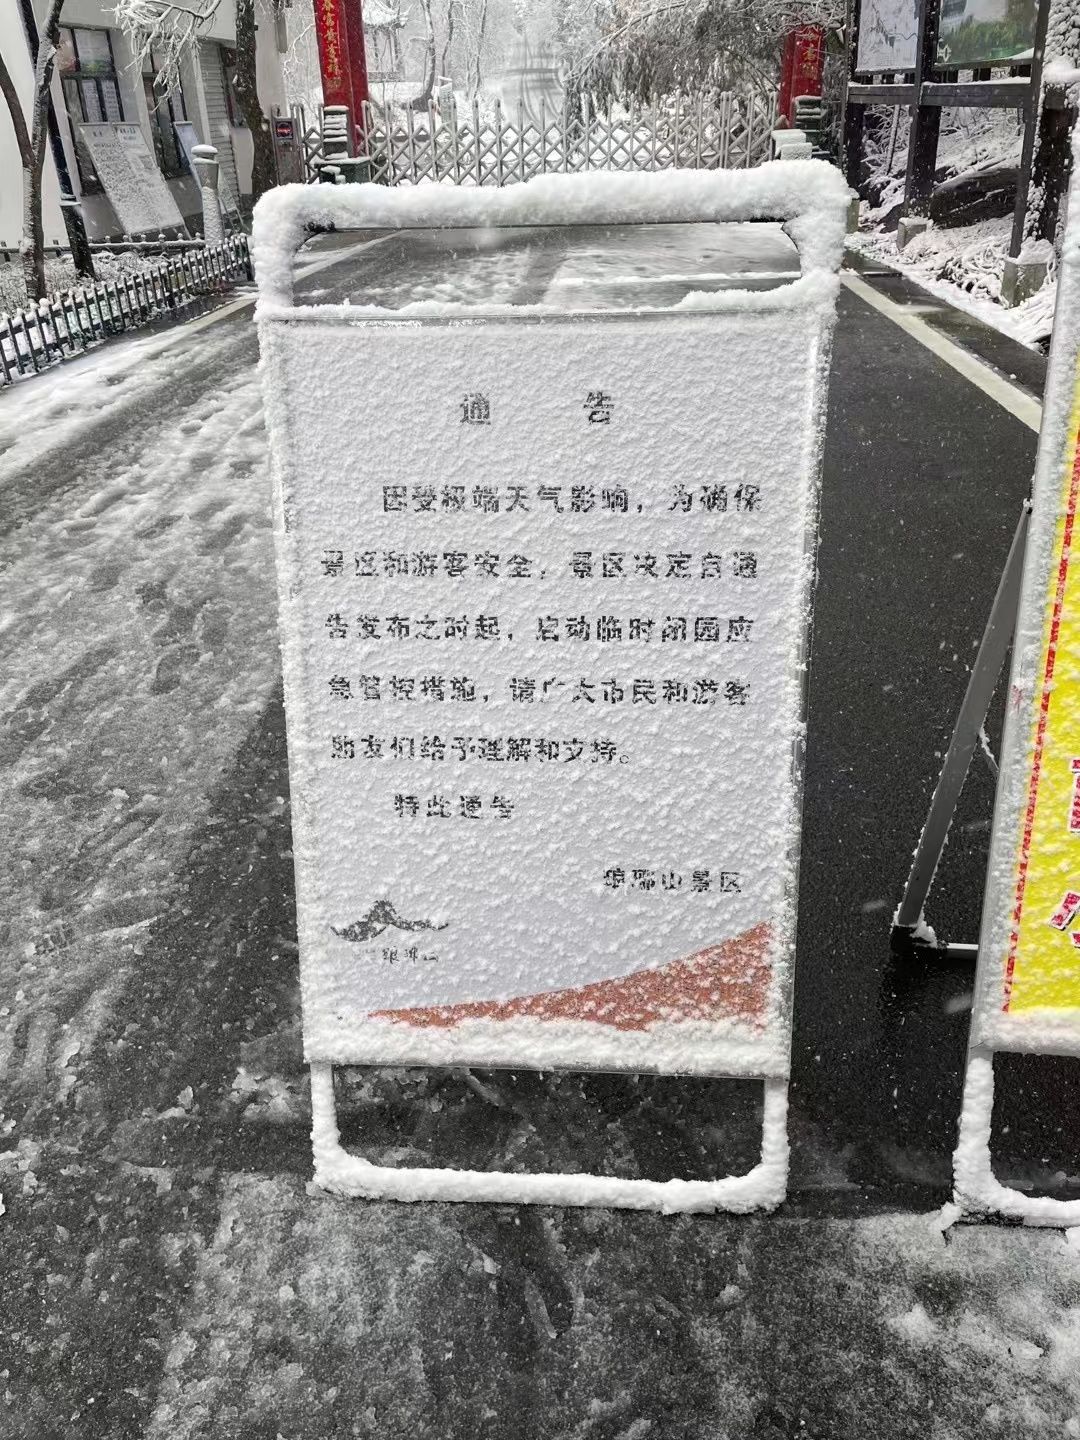 通 告
因受极端天气影响，为确保
景区和游客安全，景区决定自通
告发布之时起，启动临时闭园应
急管控措施，请广大市民和游客
朋友们给予理解和支持。
特此通告
琅琊山景区
琅琊山